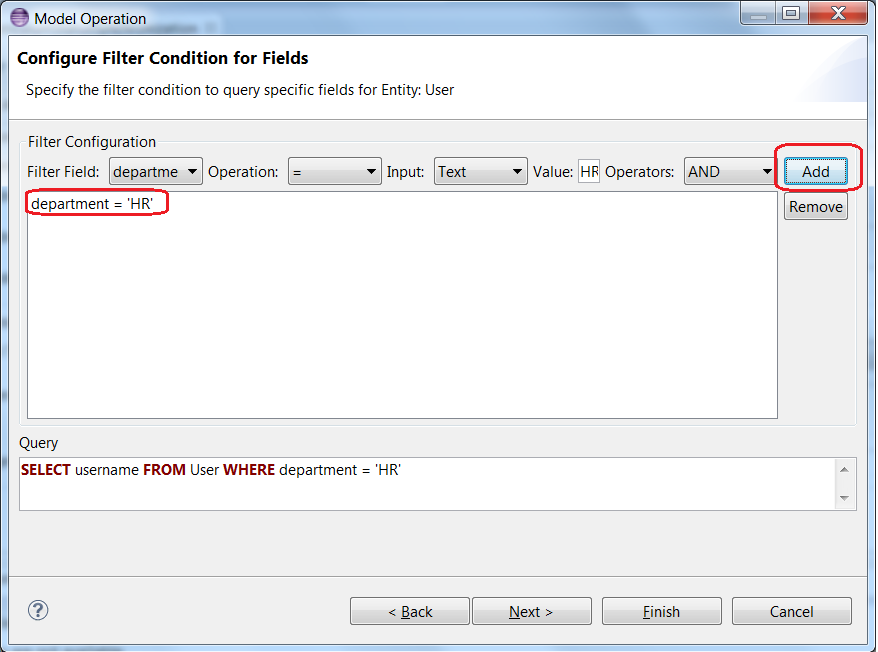 Model Operation
Configure Filter Condition for Fields
Specify the filter condition to query specific fields for Entity: User
Filter Configuration
Filter Field: departme Operation: = Input: Text Value: HR Operators: AND Add
department = 'HR'
Remove
Query
SELECT username FROM User WHERE department = 'HR'
? < Back Next > Finish Cancel